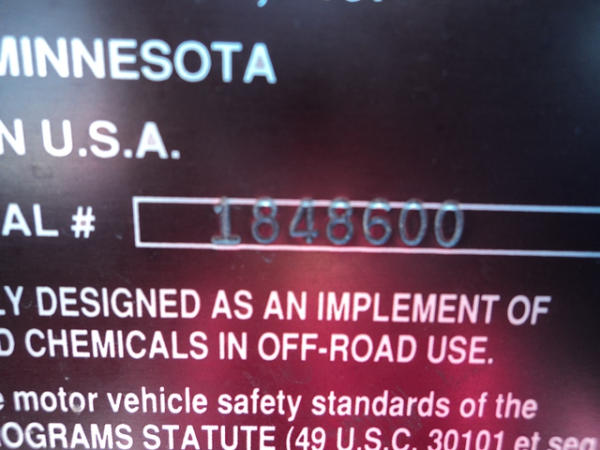 MINNESOTA
N U.S.A.
AL # 1848600
LY DESIGNED AS AN IMPLEMENT OF
D CHEMICALS IN OFF-ROAD USE.
e motor vehicle safety standards of the
OGRAMS STATUTE (49 U.S.C. 30101 et seq